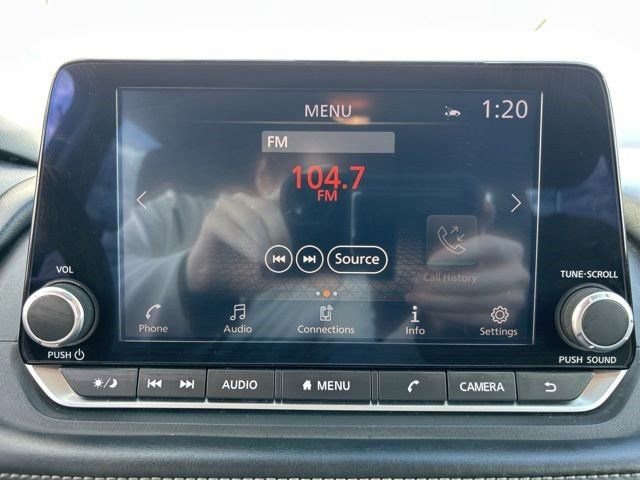 MENU
1:20
FM
104.7
FM
Source
Call History
Phone
Audio
Connections
Info
Settings
VOL
PUSH
TUNE·SCROLL
PUSH SOUND
AUDIO
MENU
CAMERA